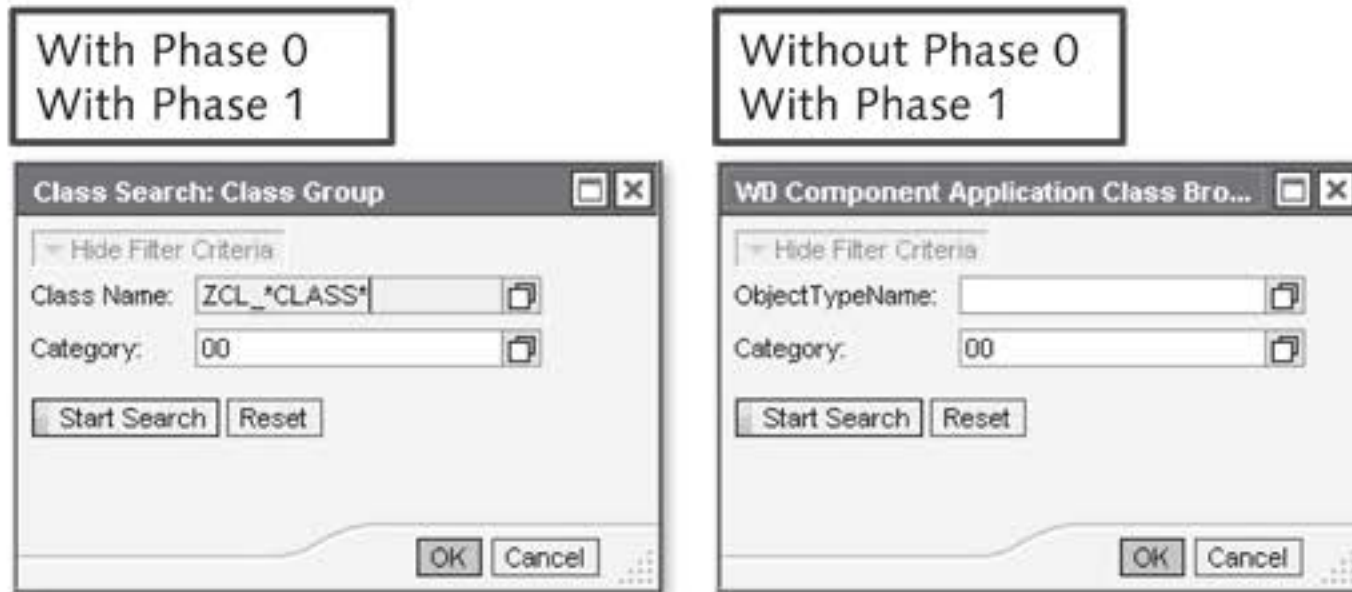 With Phase 0
With Phase 1
Class Search: Class Group
Hide Filter Criteria
Class Name: ZCL_*CLASS*
Category: 00
Start Search Reset
OK Cancel
Without Phase 0
With Phase 1
WD Component Application Class Bro...
Hide Filter Criteria
ObjectTypeName:
Category: 00
Start Search Reset
OK Cancel